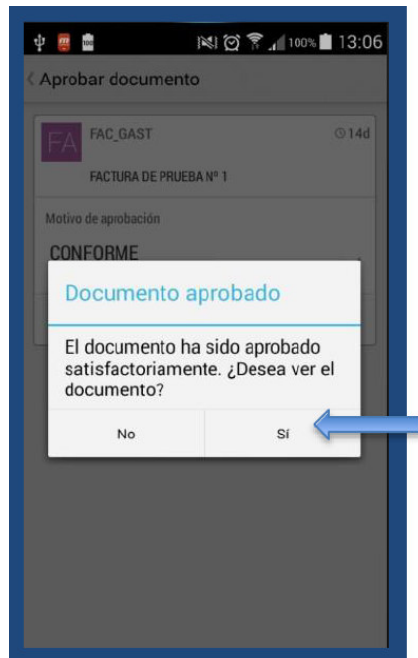 100% 13:06
Aprobar documento
FA FAC_GAST 14d
FACTURA DE PRUEBA Nº 1
Motivo de aprobación
CONFORME
Documento aprobado
El documento ha sido aprobado
satisfactoriamente. ¿Desea ver el
documento?
No Sí